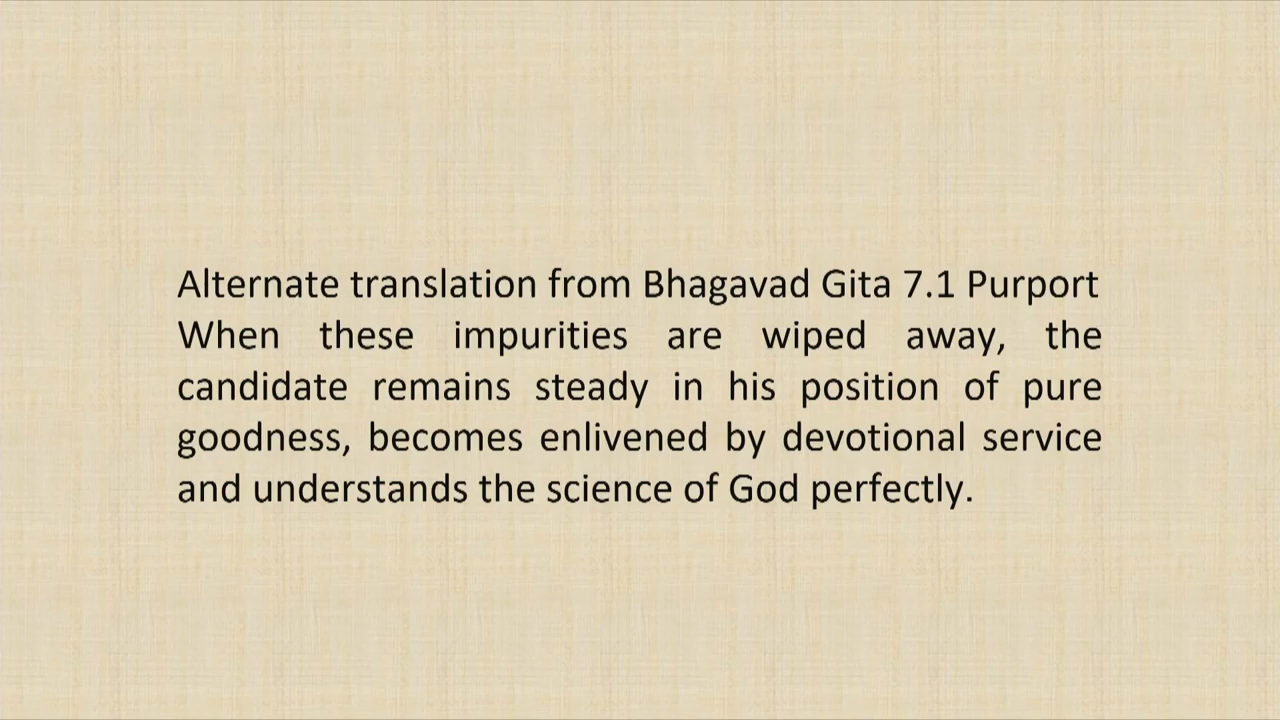 Alternate translation from Bhagavad Gita 7.1 Purport
When these impurities are wiped away, the
candidate remains steady in his position of pure
goodness, becomes enlivened by devotional service
and understands the science of God perfectly.